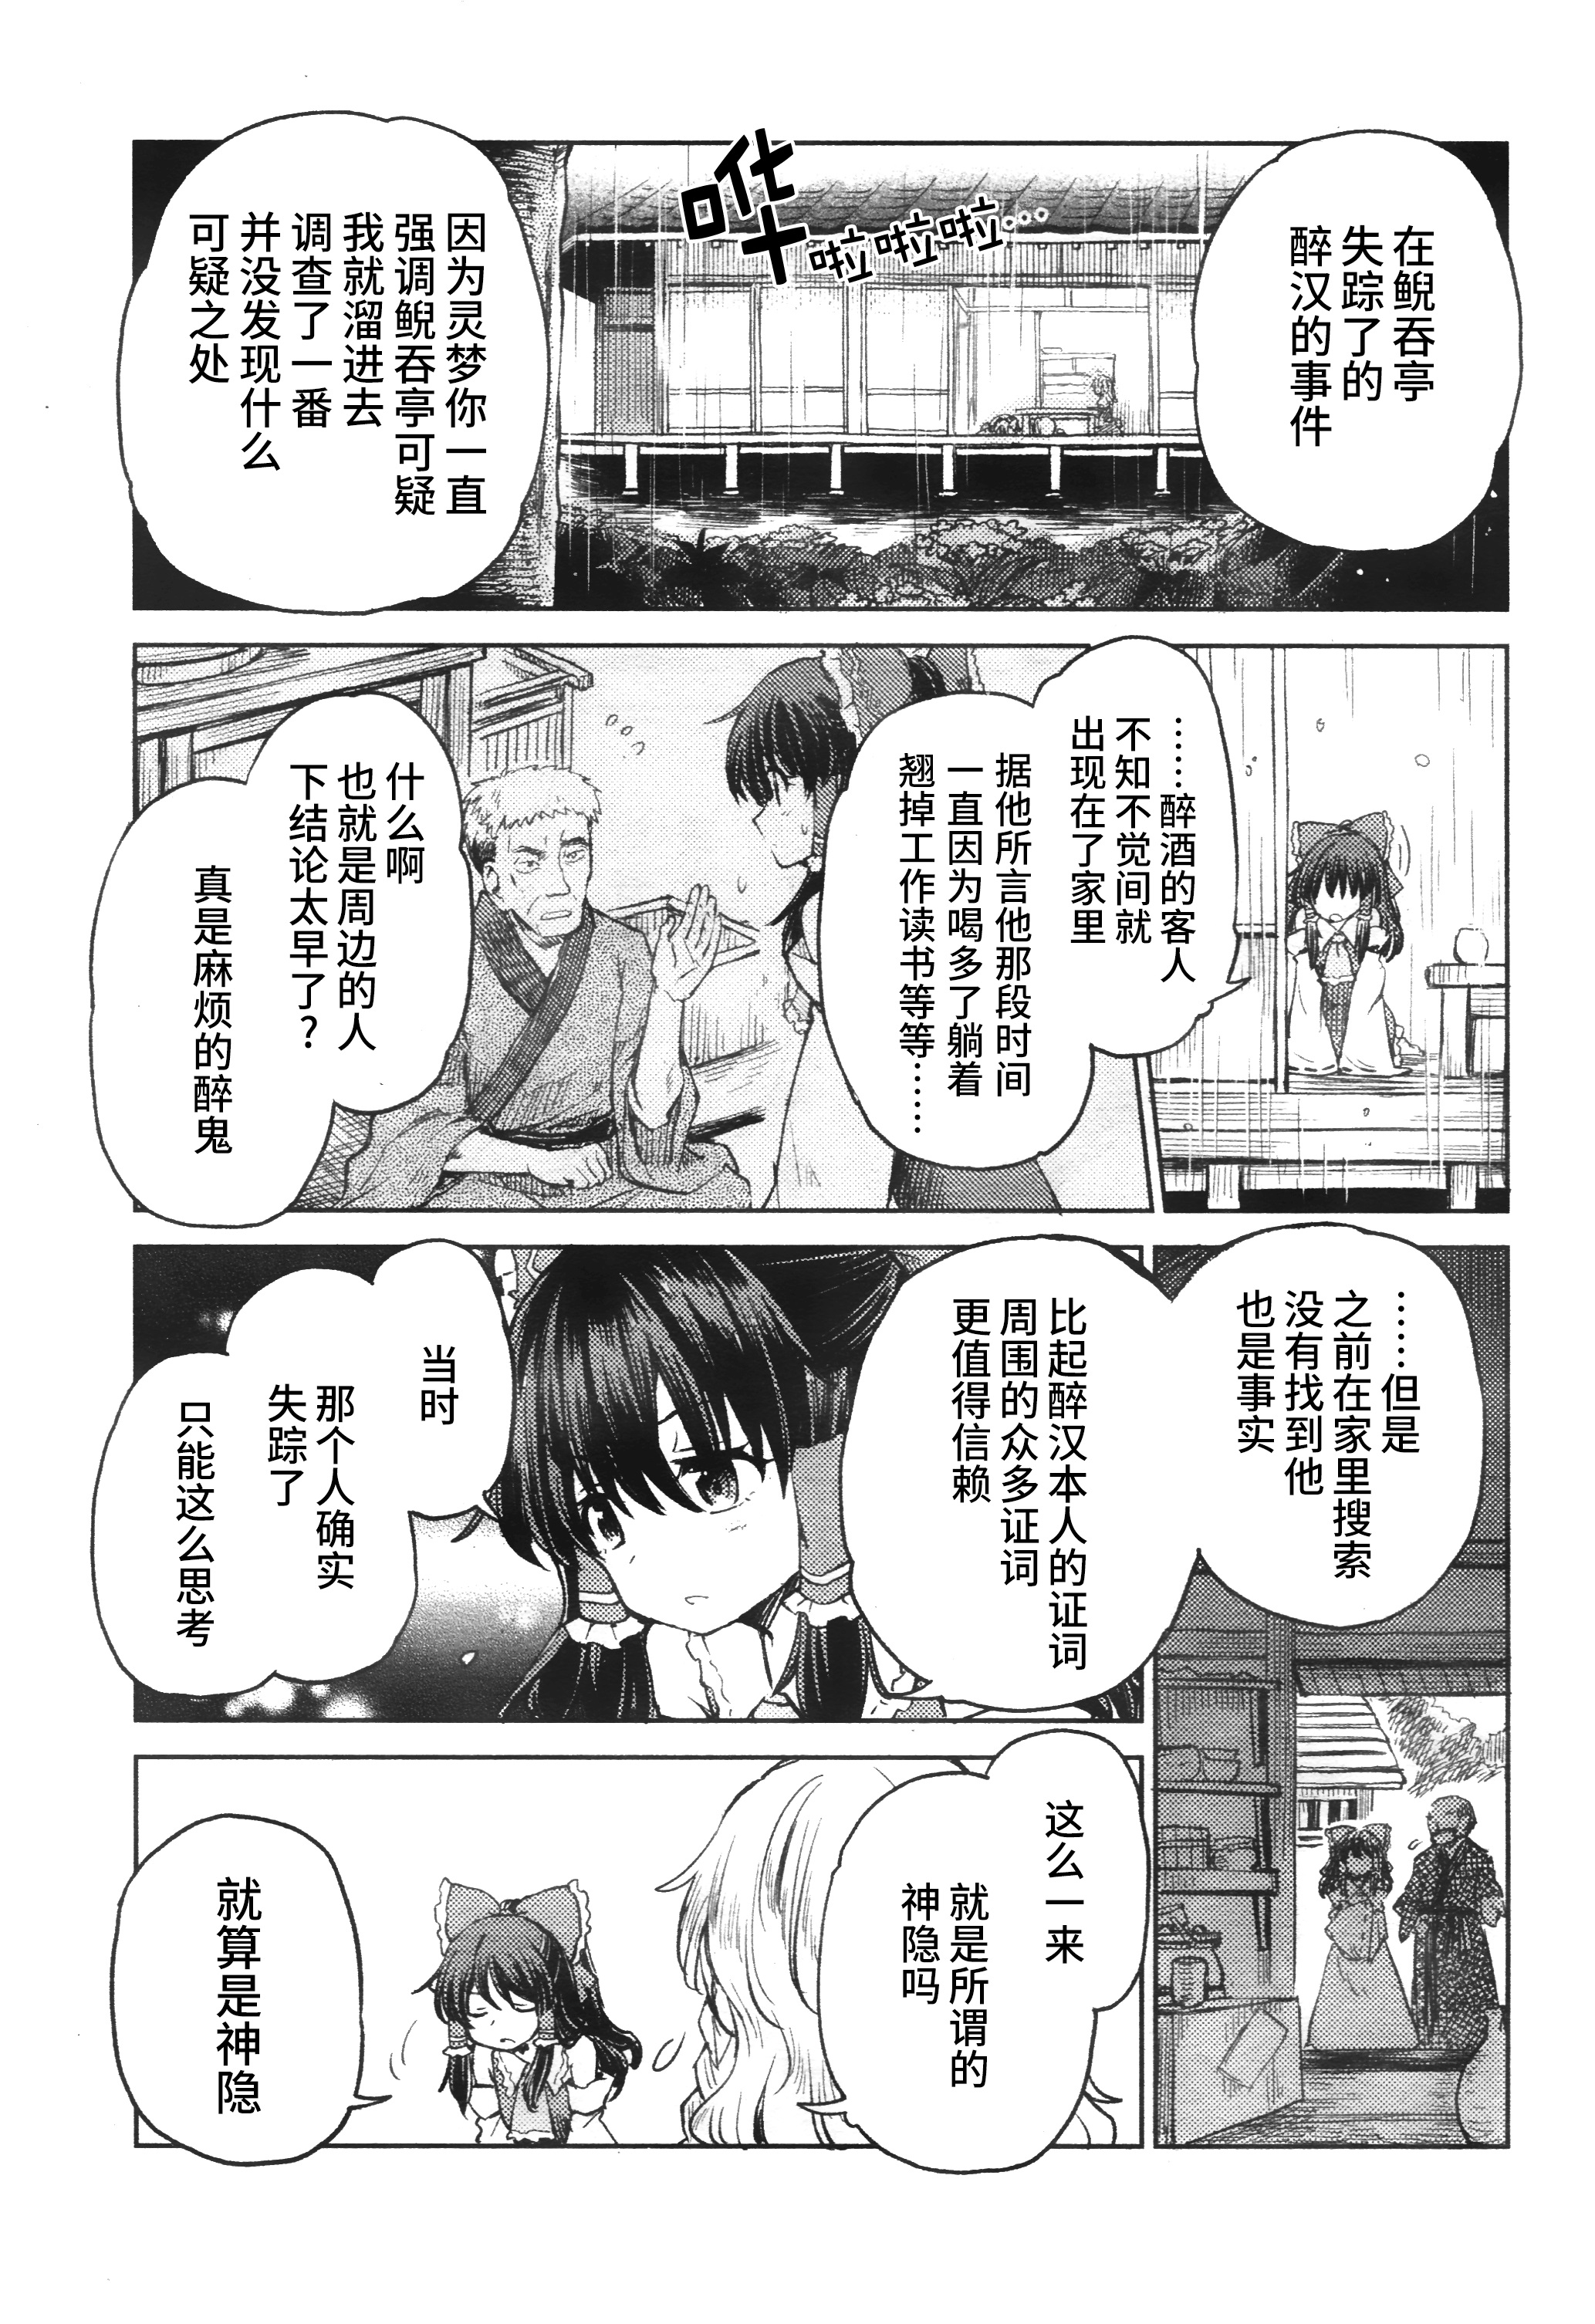 在鲵吞亭
失踪了的
醉汉的事件
咋
啦啦啦…
因为灵梦你一直
强调鲵吞亭可疑
我就溜进去
调查了一番
并没发现什么
可疑之处
……醉酒的客人
不知不觉间就
出现在了家里
据他所言他那段时间
一直因为喝多了躺着
翘掉工作读书等等……
什么啊
也就是周边的人
下结论太早了?
真是麻烦的醉鬼
……但是
之前在家里搜索
没有找到他
也是事实
比起醉汉本人的证词
周围的众多证词
更值得信赖
当时
那个人确实
失踪了
只能这么思考
这么一来
就是所谓的
神隐吗
就算是神隐